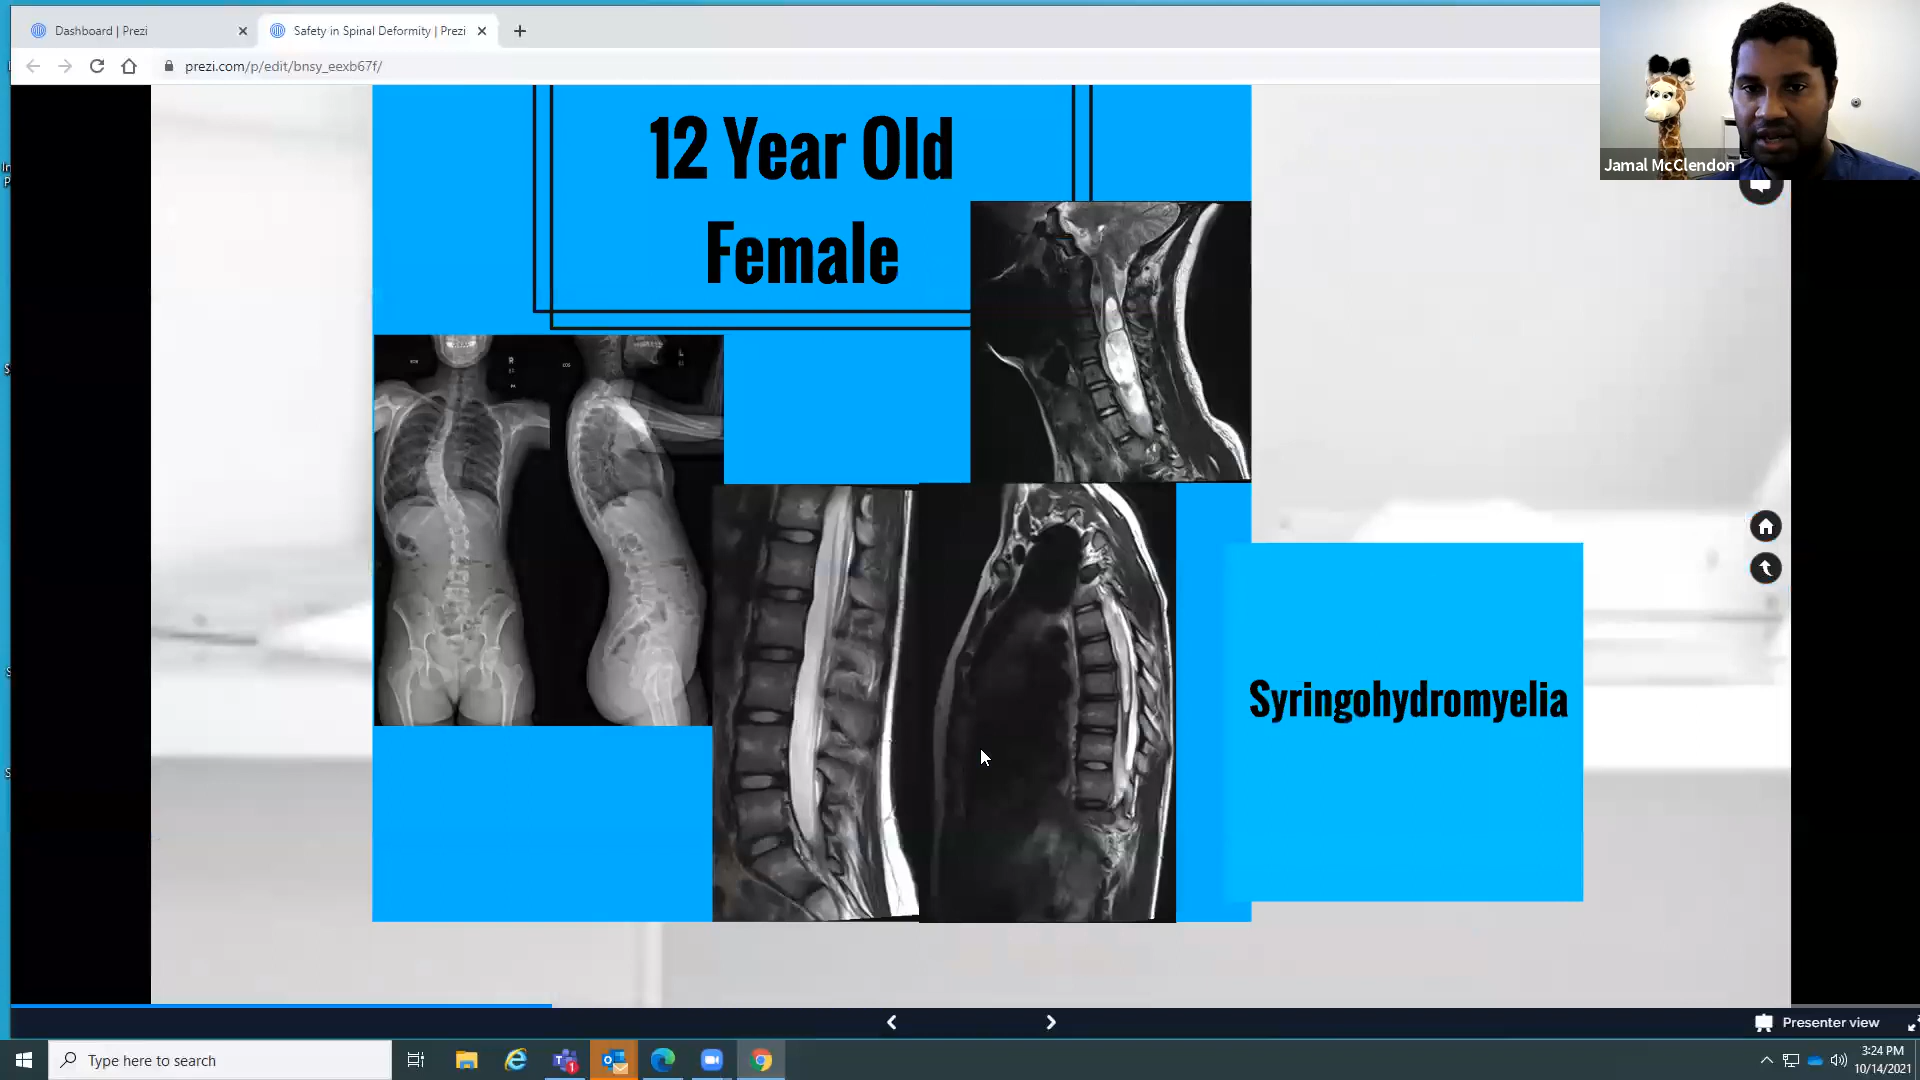 Dashboard | Prezi
Safety in Spinal Deformity | Prezi
prezi.com/p/edit/bnsy_eexb67f/
Jamal McClendon
12 Year Old
Female
R
L
Syringohydromyelia
Presenter view
Type here to search
3:24 PM
10/14/2021